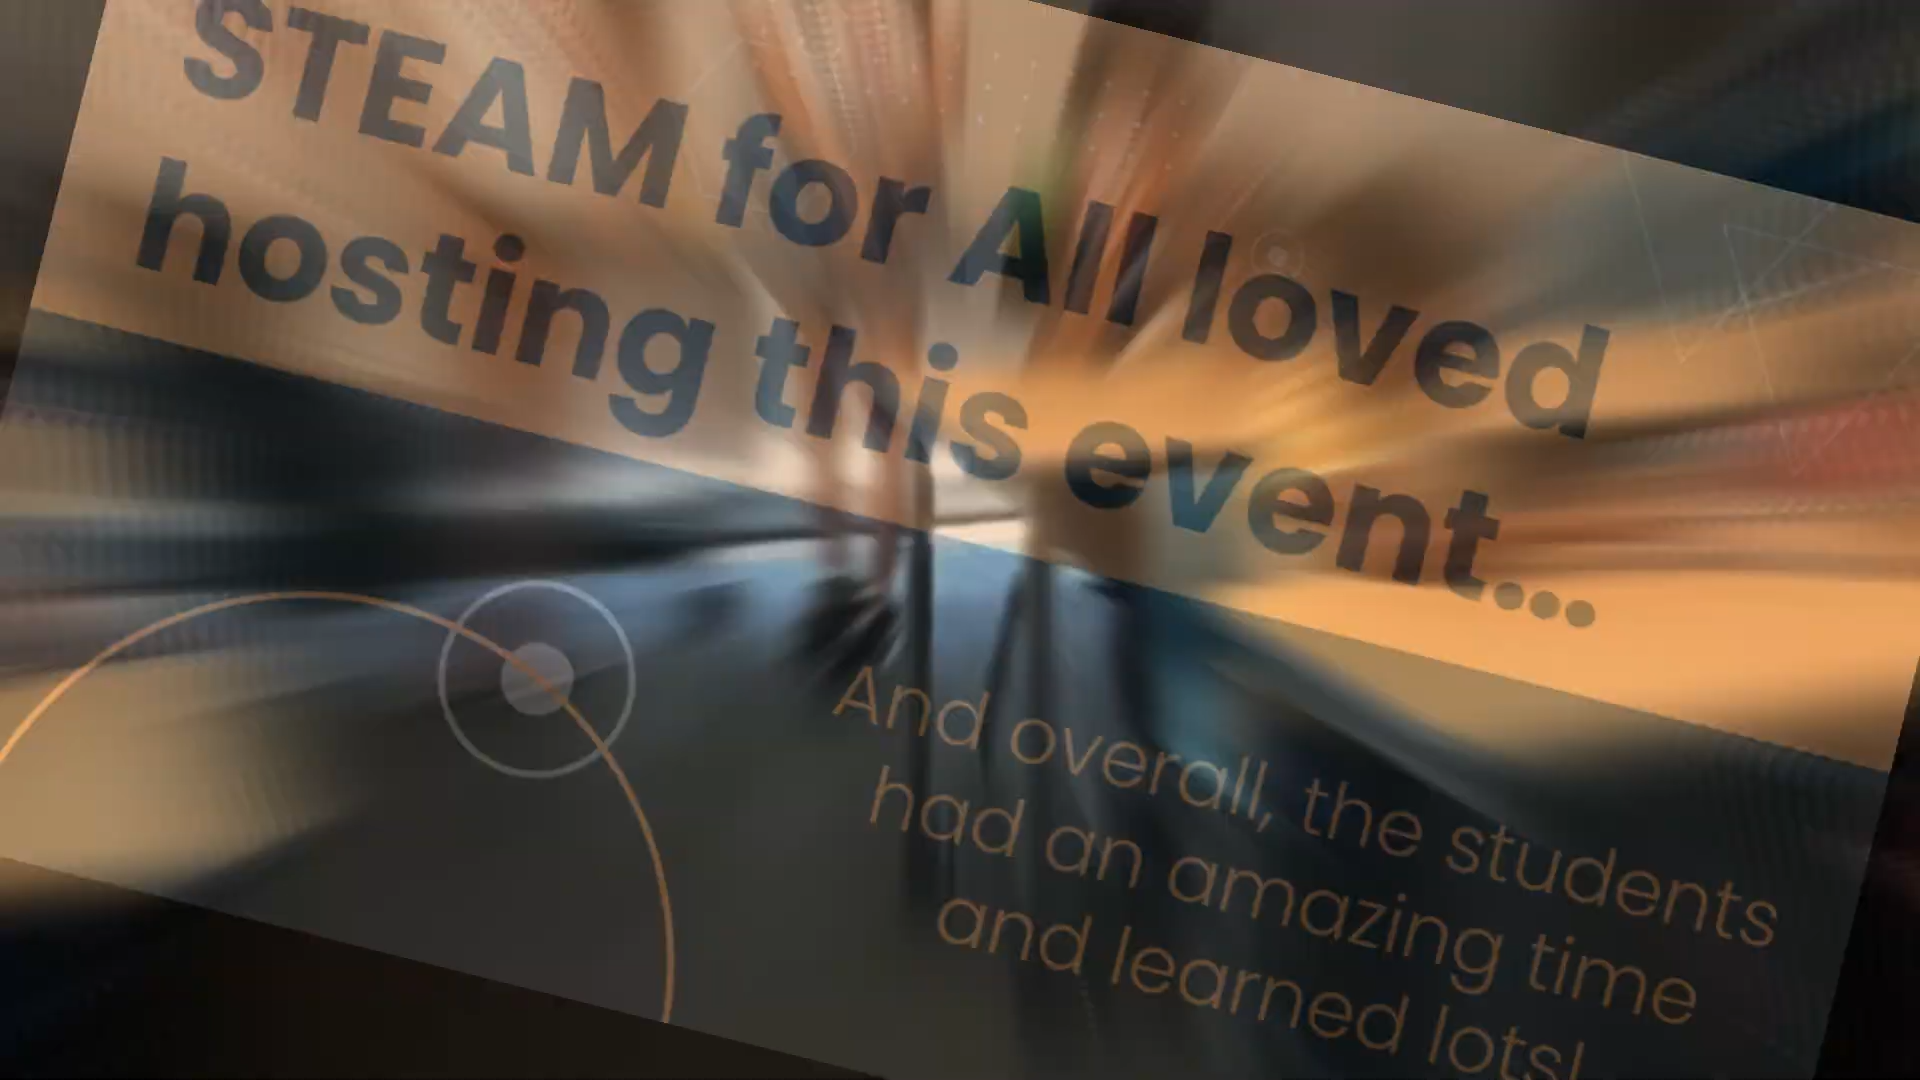 STEAM for All loved
hosting this event...
And overall, the students
had an amazing time
and learned lots!